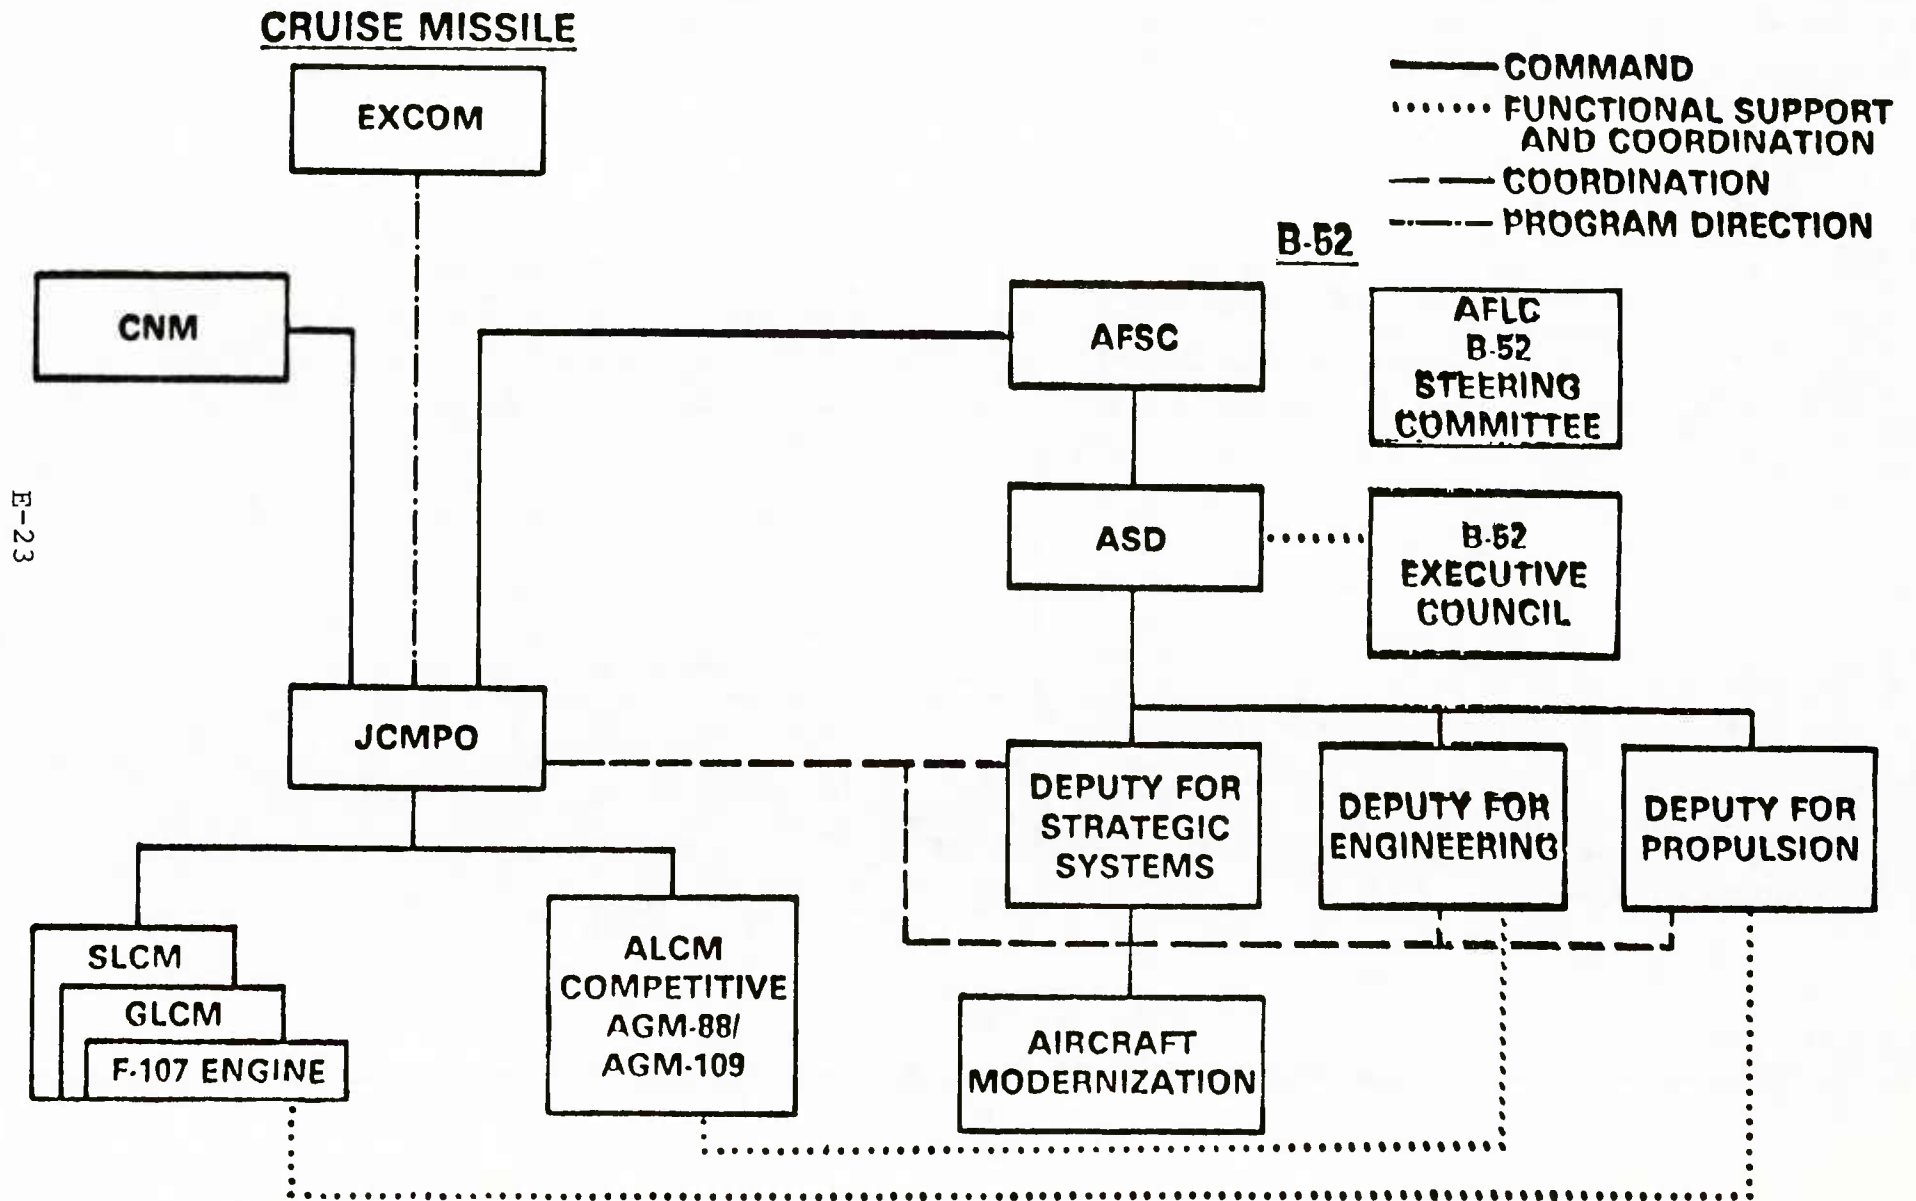 CRUISE MISSILE
EXCOM
COMMAND
FUNCTIONAL SUPPORT
AND COORDINATION
COORDINATION
PROGRAM DIRECTION
B-52
CNM
AFSC
AFLC
B-52
STEERING
COMMITTEE
ASD
B-52
EXECUTIVE
COUNCIL
E-23
JCMPO
DEPUTY FOR
STRATEGIC
SYSTEMS
DEPUTY FOR
ENGINEERING
DEPUTY FOR
PROPULSION
SLCM
GLCM
F-107 ENGINE
ALCM
COMPETITIVE
AGM-88/
AGM-109
AIRCRAFT
MODERNIZATION